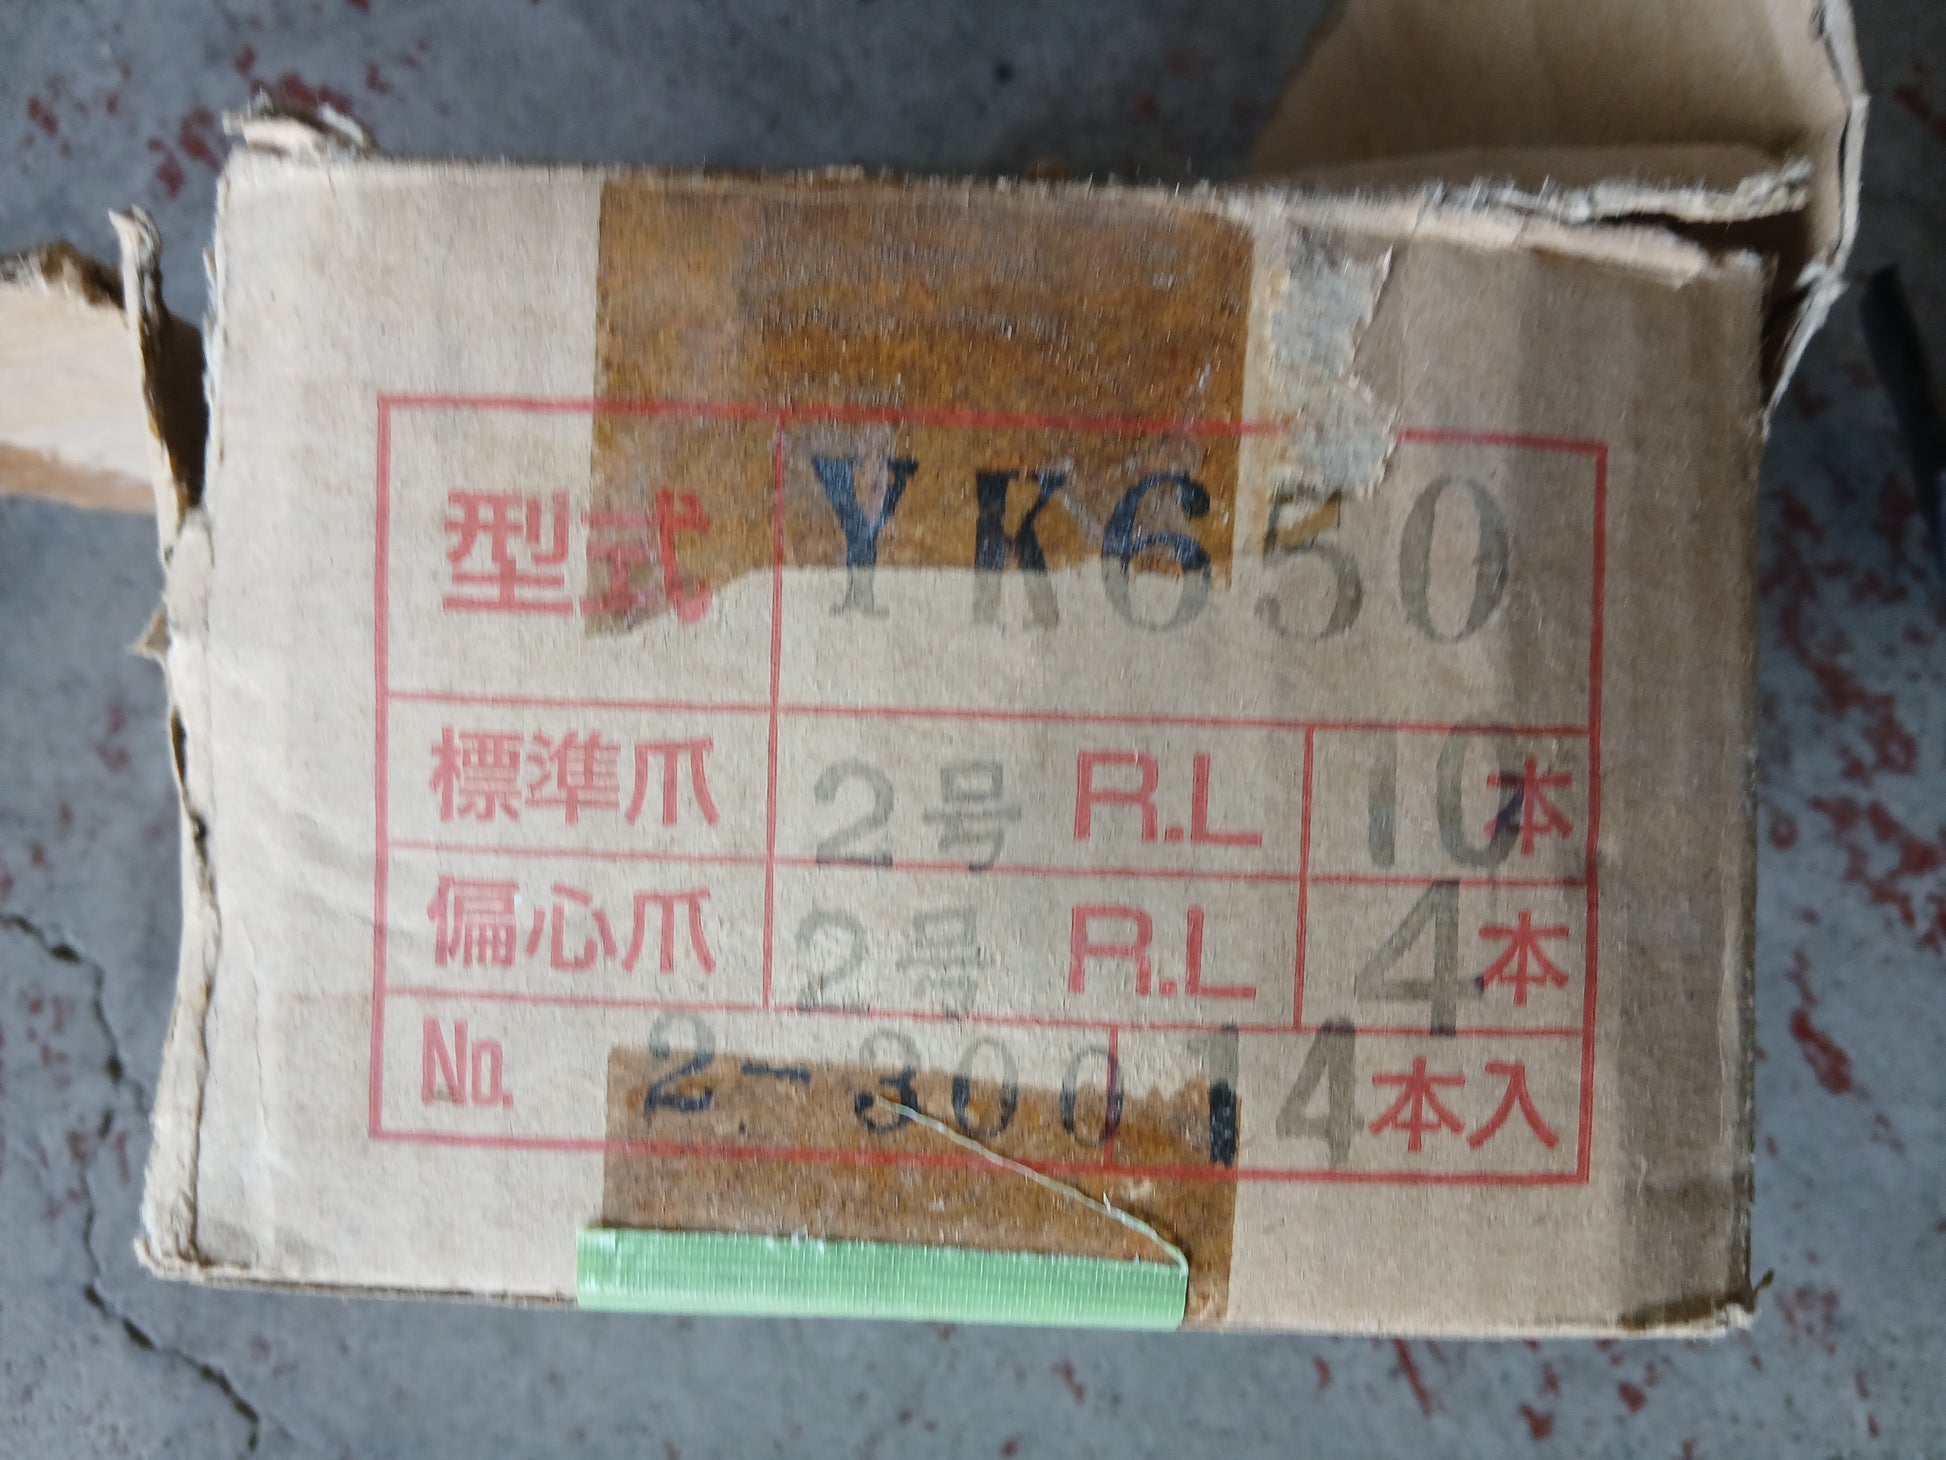 型式 YK650
標準爪 2号 R.L 10本
偏心爪 2号 R.L 4本
No. 2-300 14本入